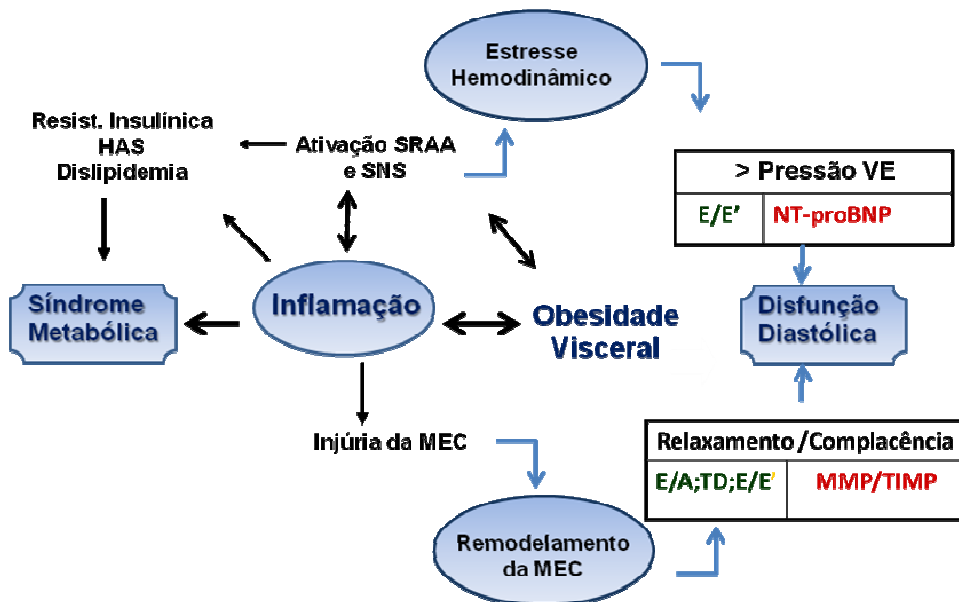 Estresse
Hemodinâmico
Resist. Insulínica
HAS
Dislipidemia
Ativação SRAA
e SNS
> Pressão VE
E/E’ NT-proBNP
Síndrome
Metabólica
Inflamação
Obesidade
Visceral
Disfunção
Diastólica
Injúria da MEC
Relaxamento/Complacência
E/A;TD;E/E’ MMP/TIMP
Remodelamento
da MEC